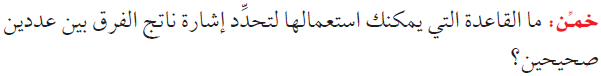 خمّن: ما القاعدة التي يمكنك استعمالها لتحدِّد إشارة ناتج الفرق بين عددين
صحيحين؟